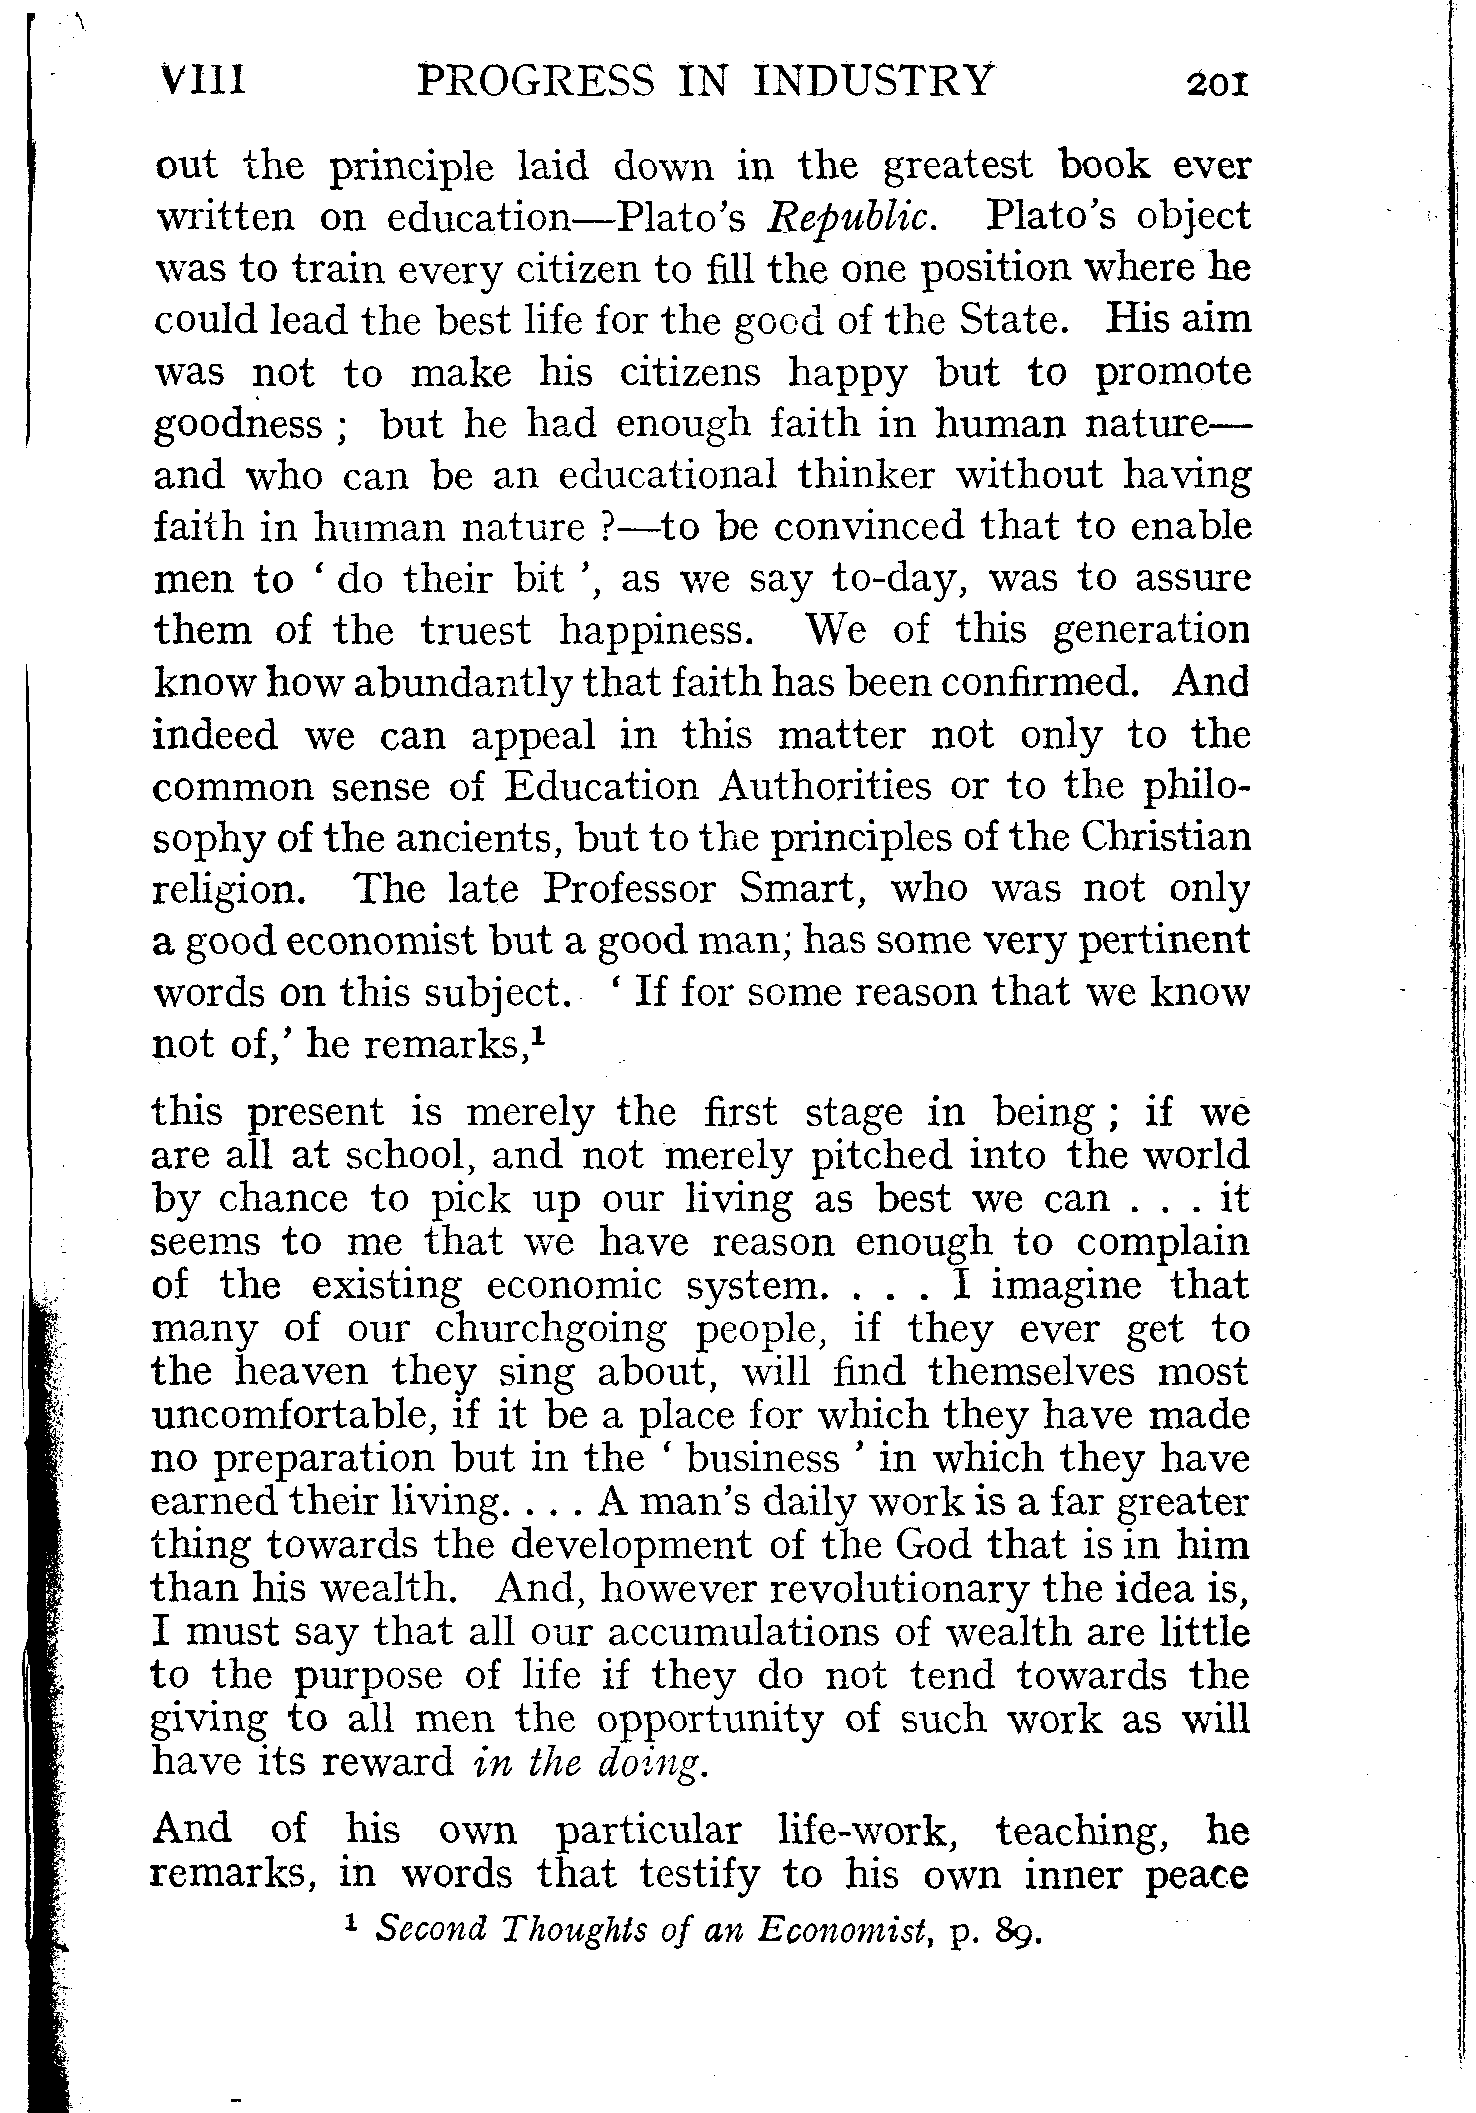 VIII PROGRESS IN INDUSTRY 201
out the principle laid down in the greatest book ever
written on education—Plato's Republic. Plato's object
was to train every citizen to fill the one position where he
could lead the best life for the good of the State. His aim
was not to make his citizens happy but to promote
goodness ; but he had enough faith in human nature—
and who can be an educational thinker without having
faith in human nature ?—to be convinced that to enable
men to ‘ do their bit ’, as we say to-day, was to assure
them of the truest happiness. We of this generation
know how abundantly that faith has been confirmed. And
indeed we can appeal in this matter not only to the
common sense of Education Authorities or to the philo-
sophy of the ancients, but to the principles of the Christian
religion. The late Professor Smart, who was not only
a good economist but a good man; has some very pertinent
words on this subject. ‘ If for some reason that we know
not of,’ he remarks,¹
this present is merely the first stage in being ; if we
are all at school, and not merely pitched into the world
by chance to pick up our living as best we can . . . it
seems to me that we have reason enough to complain
of the existing economic system. . . . I imagine that
many of our churchgoing people, if they ever get to
the heaven they sing about, will find themselves most
uncomfortable, if it be a place for which they have made
no preparation but in the ‘ business ’ in which they have
earned their living. . . . A man's daily work is a far greater
thing towards the development of the God that is in him
than his wealth. And, however revolutionary the idea is,
I must say that all our accumulations of wealth are little
to the purpose of life if they do not tend towards the
giving to all men the opportunity of such work as will
have its reward in the doing.
And of his own particular life-work, teaching, he
remarks, in words that testify to his own inner peace
¹ Second Thoughts of an Economist, p. 89.